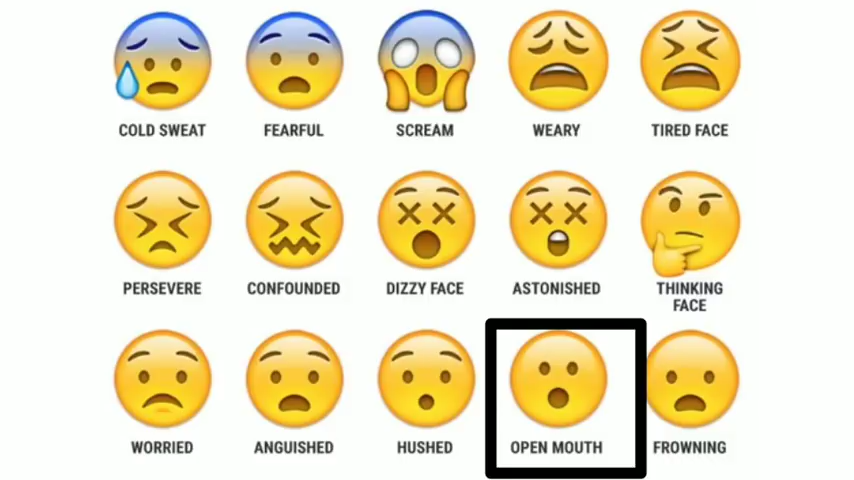 COLD SWEAT
FEARFUL
SCREAM
WEARY
TIRED FACE
PERSEVERE
CONFOUNDED
DIZZY FACE
ASTONISHED
THINKING
FACE
WORRIED
ANGUISHED
HUSHED
OPEN MOUTH
FROWNING